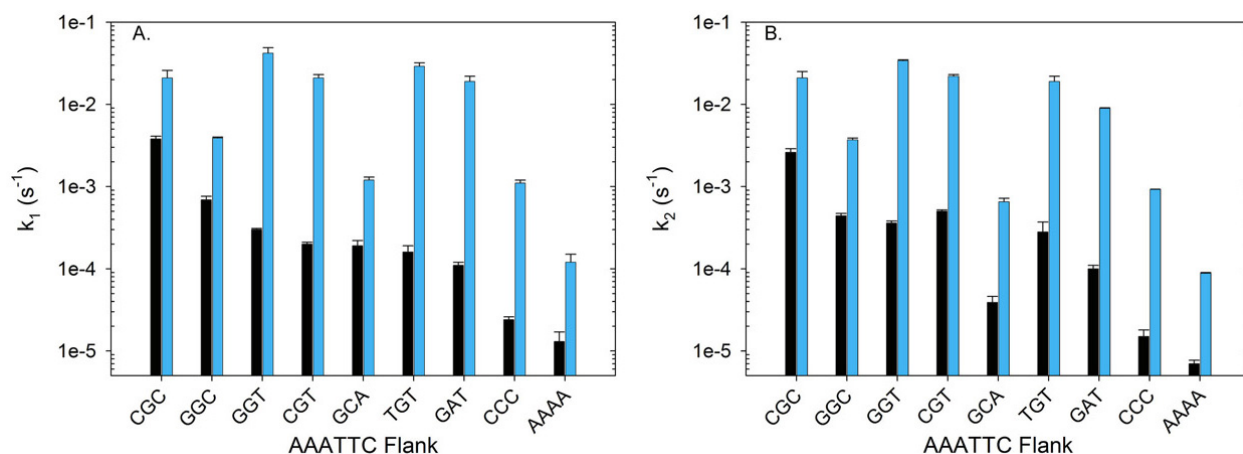 A.
1e-1
1e-2
1e-3
1e-4
1e-5
k₁ (s⁻¹)
CGC GGC GGT CGT GCA TGT GAT CCC AAAA
AAATTC Flank
B.
1e-1
1e-2
1e-3
1e-4
1e-5
k₂ (s⁻¹)
CGC GGC GGT CGT GCA TGT GAT CCC AAAA
AAATTC Flank